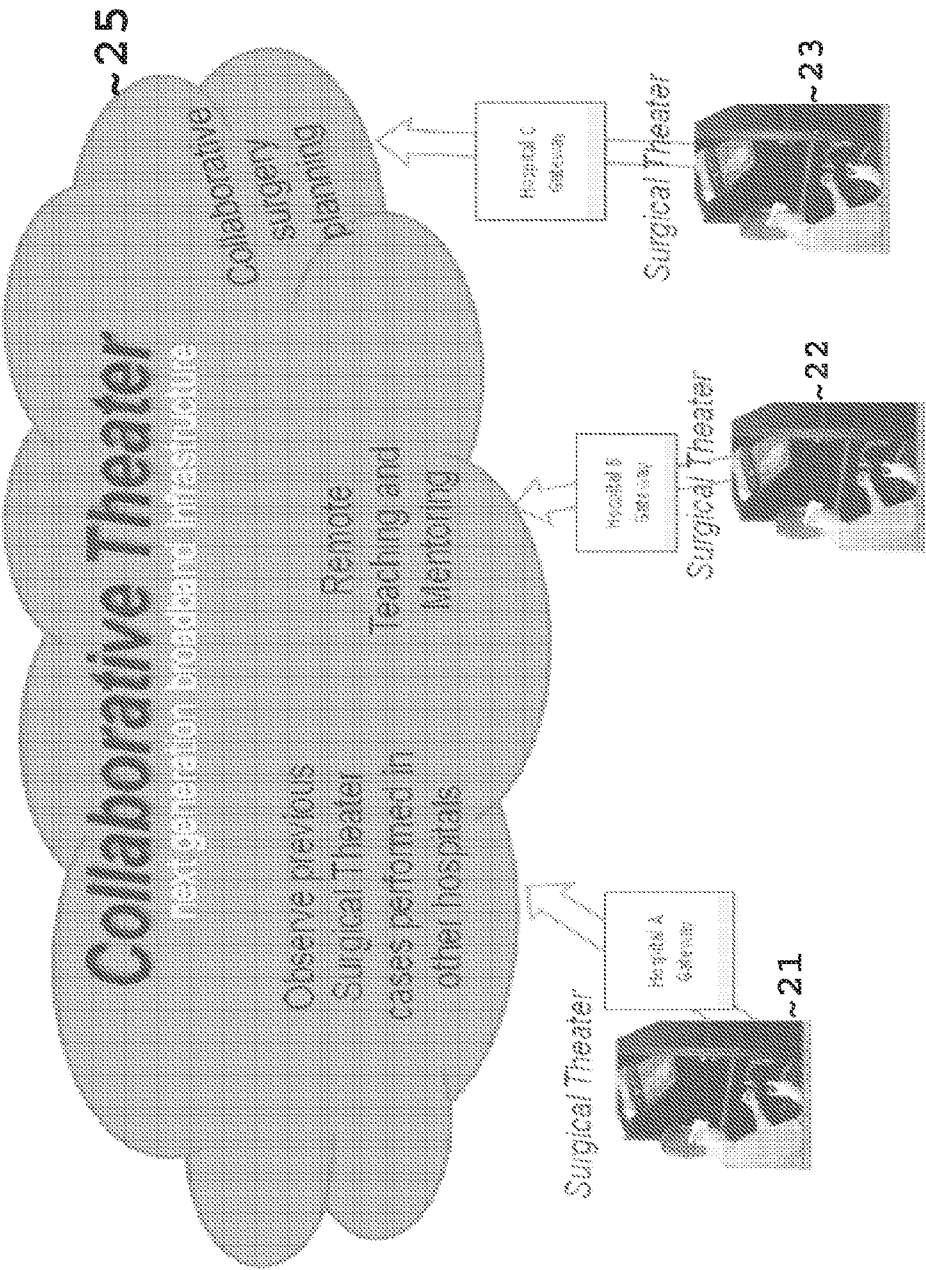 Collaborative Theater
next generation broadband infrastructure
~25
Observe previous
Surgical Theater
cases performed in
other hospitals
Remote
Teaching and
Mentoring
Collaborative
surgery
planning
Surgical Theater
Hospital A
Gateway
~21
Hospital B
Gateway
Surgical Theater
~22
Hospital C
Gateway
Surgical Theater
~23